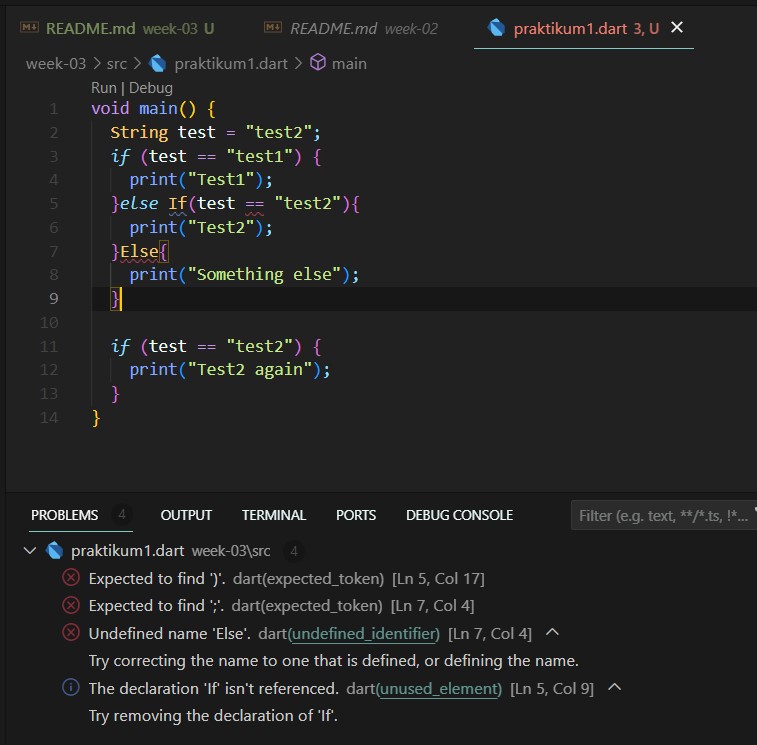 README.md week-03 U README.md week-02 praktikum1.dart 3, U
week-03 > src > praktikum1.dart > main
Run | Debug
1 void main() {
2 String test = "test2";
3 if (test == "test1") {
4 print("Test1");
5 }else If(test == "test2"){
6 print("Test2");
7 }Else{
8 print("Something else");
9 }
10
11 if (test == "test2") {
12 print("Test2 again");
13 }
14 }
PROBLEMS 4 OUTPUT TERMINAL PORTS DEBUG CONSOLE Filter (e.g. text, **/*.ts, !*...
praktikum1.dart week-03\src 4
Expected to find ')'. dart(expected_token) [Ln 5, Col 17]
Expected to find ';'. dart(expected_token) [Ln 7, Col 4]
Undefined name 'Else'. dart(undefined_identifier) [Ln 7, Col 4]
Try correcting the name to one that is defined, or defining the name.
The declaration 'If' isn't referenced. dart(unused_element) [Ln 5, Col 9]
Try removing the declaration of 'If'.